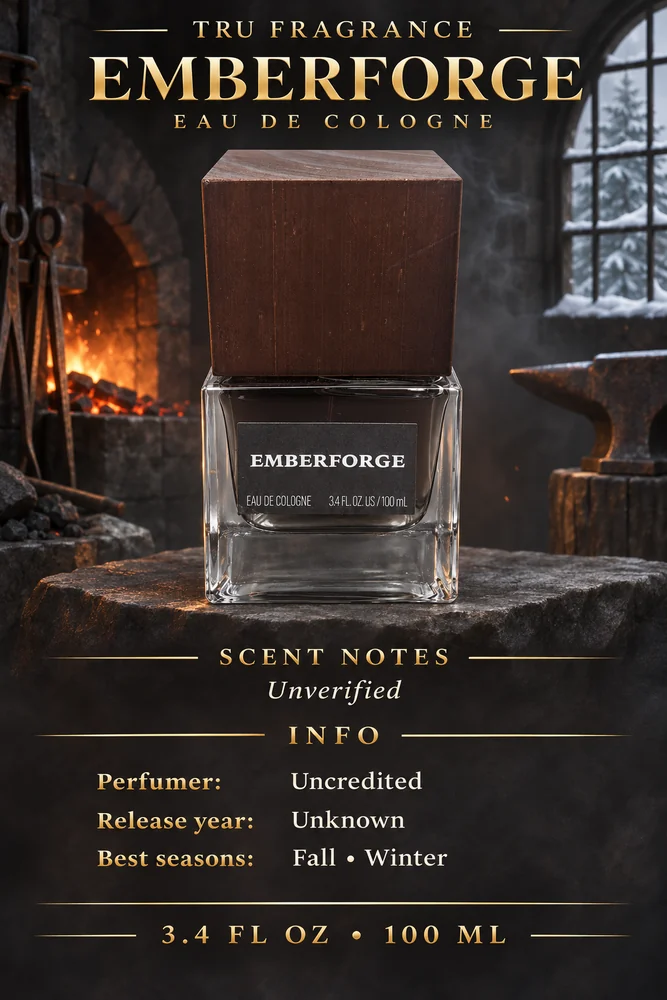 TRU FRAGRANCE
EMBERFORGE
EAU DE COLOGNE
EMBERFORGE
EAU DE COLOGNE 3.4 FL. OZ. US / 100 mL
SCENT NOTES
Unverified
INFO
Perfumer: Uncredited
Release year: Unknown
Best seasons: Fall • Winter
3.4 FL OZ • 100 ML